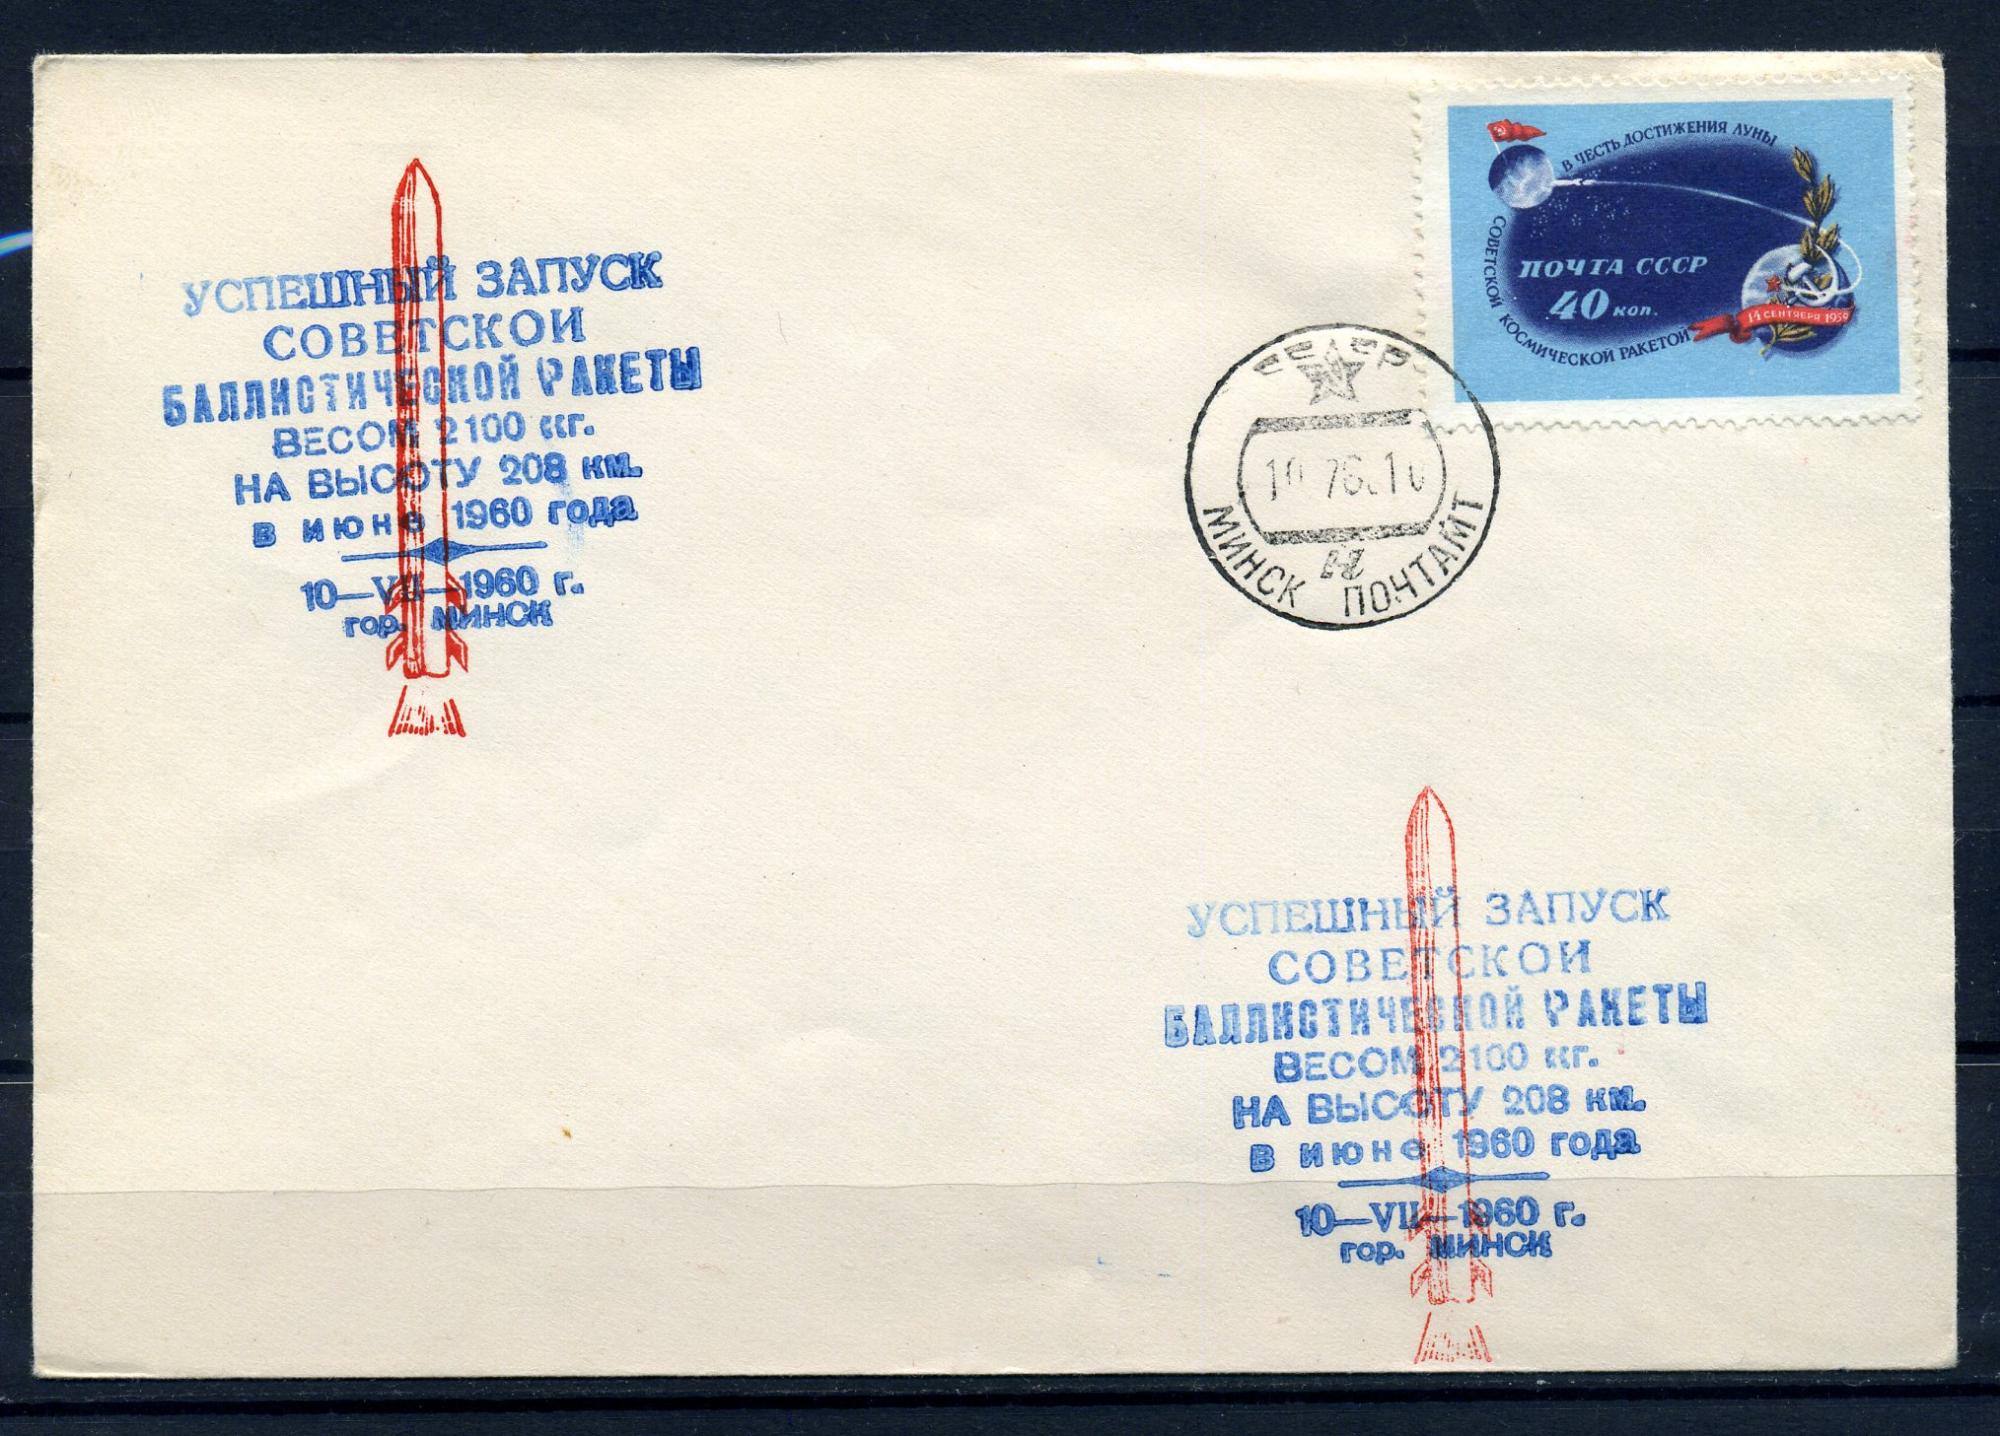 УСПЕШНЫЙ ЗАПУСК
СОВЕТСКОЙ
БАЛЛИСТИЧЕСКОЙ РАКЕТЫ
ВЕСОМ 2100 кг.
НА ВЫСОТУ 208 км.
в июне 1960 года
10—VII—1960 г.
гор. МИНСК
В ЧЕСТЬ ДОСТИЖЕНИЯ ЛУНЫ
СОВЕТСКОЙ КОСМИЧЕСКОЙ РАКЕТОЙ
ПОЧТА СССР
40 коп.
14 СЕНТЯБРЯ 1959
МИНСК ПОЧТАМТ
УСПЕШНЫЙ ЗАПУСК
СОВЕТСКОЙ
БАЛЛИСТИЧЕСКОЙ РАКЕТЫ
ВЕСОМ 2100 кг.
НА ВЫСОТУ 208 км.
в июне 1960 года
10—VII—1960 г.
гор. МИНСК